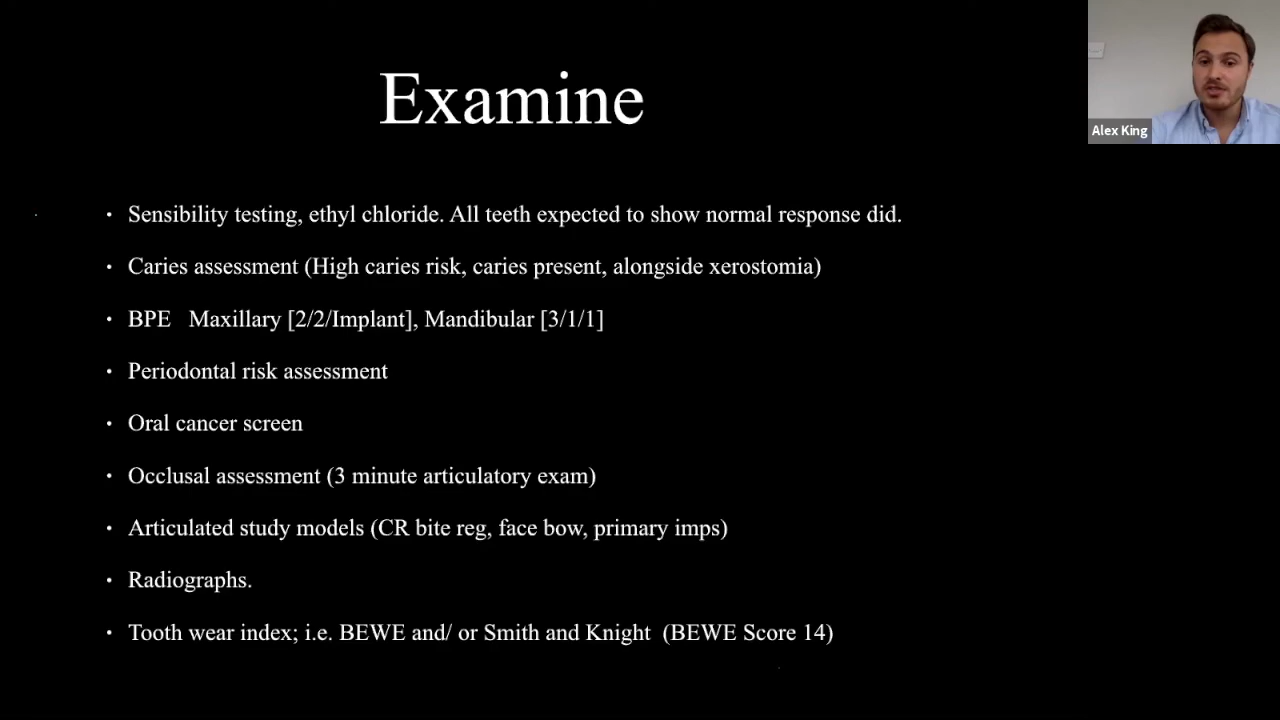 Examine
Alex King
• Sensibility testing, ethyl chloride. All teeth expected to show normal response did.
• Caries assessment (High caries risk, caries present, alongside xerostomia)
• BPE   Maxillary [2/2/Implant], Mandibular [3/1/1]
• Periodontal risk assessment
• Oral cancer screen
• Occlusal assessment (3 minute articulatory exam)
• Articulated study models (CR bite reg, face bow, primary imps)
• Radiographs.
• Tooth wear index; i.e. BEWE and/ or Smith and Knight  (BEWE Score 14)